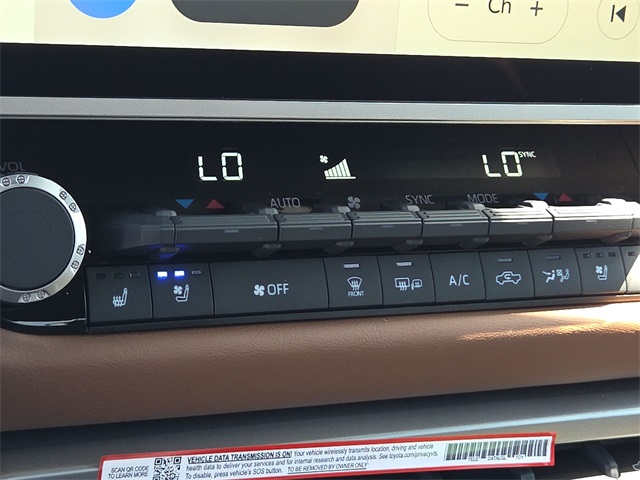 − Ch +
VOL
LO
LO SYNC
AUTO
SYNC
MODE
OFF
FRONT
A/C
SCAN QR CODE
TO LEARN MORE
VEHICLE DATA TRANSMISSION IS ON! Your vehicle wirelessly transmits location, driving and vehicle
health data to deliver your services and for internal research and data analysis. See toyota.com/privacyvts.
To disable, press vehicle's SOS button. TO BE REMOVED BY OWNER ONLY